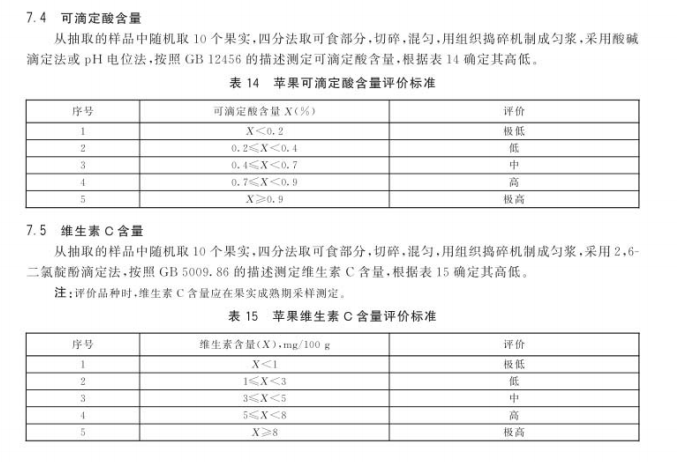 7.4 可滴定酸含量
从抽取的样品中随机取 10 个果实,四分法取可食部分,切碎,混匀,用组织捣碎机制成匀浆,采用酸碱
滴定法或 pH 电位法,按照 GB 12456 的描述测定可滴定酸含量,根据表 14 确定其高低。
表 14 苹果可滴定酸含量评价标准
序号 可滴定酸含量 X(%) 评价
1 X<0.2 极低
2 0.2≤X<0.4 低
3 0.4≤X<0.7 中
4 0.7≤X<0.9 高
5 X≥0.9 极高
7.5 维生素 C 含量
从抽取的样品中随机取 10 个果实,四分法取可食部分,切碎,混匀,用组织捣碎机制成匀浆,采用 2,6-
二氯靛酚滴定法,按照 GB 5009.86 的描述测定维生素 C 含量,根据表 15 确定其高低。
注:评价品种时,维生素 C 含量应在果实成熟期采样测定。
表 15 苹果维生素 C 含量评价标准
序号 维生素含量(X),mg/100 g 评价
1 X<1 极低
2 1≤X<3 低
3 3≤X<5 中
4 5≤X<8 高
5 X≥8 极高